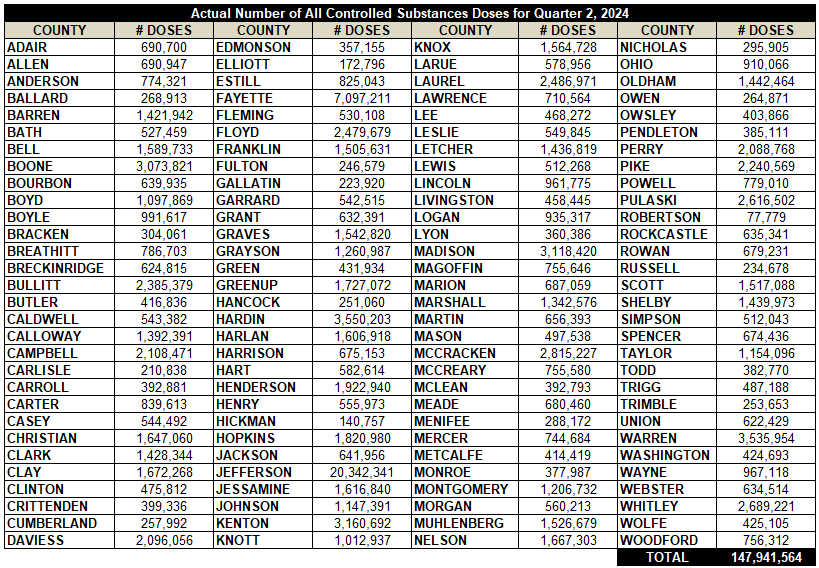 Actual Number of All Controlled Substances Doses for Quarter 2, 2024
COUNTY # DOSES COUNTY # DOSES COUNTY # DOSES COUNTY # DOSES
ADAIR 690,700 EDMONSON 357,155 KNOX 1,564,728 NICHOLAS 295,905
ALLEN 690,947 ELLIOTT 172,796 LARUE 578,956 OHIO 910,066
ANDERSON 774,321 ESTILL 825,043 LAUREL 2,486,971 OLDHAM 1,442,464
BALLARD 268,913 FAYETTE 7,097,211 LAWRENCE 710,564 OWEN 264,871
BARREN 1,421,942 FLEMING 530,108 LEE 468,272 OWSLEY 403,866
BATH 527,459 FLOYD 2,479,679 LESLIE 549,845 PENDLETON 385,111
BELL 1,589,733 FRANKLIN 1,505,631 LETCHER 1,436,819 PERRY 2,088,768
BOONE 3,073,821 FULTON 246,579 LEWIS 512,268 PIKE 2,240,569
BOURBON 639,935 GALLATIN 223,920 LINCOLN 961,775 POWELL 779,010
BOYD 1,097,869 GARRARD 542,515 LIVINGSTON 458,445 PULASKI 2,616,502
BOYLE 991,617 GRANT 632,391 LOGAN 935,317 ROBERTSON 77,779
BRACKEN 304,061 GRAVES 1,542,820 LYON 360,386 ROCKCASTLE 635,341
BREATHITT 786,703 GRAYSON 1,260,987 MADISON 3,118,420 ROWAN 679,231
BRECKINRIDGE 624,815 GREEN 431,934 MAGOFFIN 755,646 RUSSELL 234,678
BULLITT 2,385,379 GREENUP 1,727,072 MARION 687,059 SCOTT 1,517,088
BUTLER 416,836 HANCOCK 251,060 MARSHALL 1,342,576 SHELBY 1,439,973
CALDWELL 543,382 HARDIN 3,550,203 MARTIN 656,393 SIMPSON 512,043
CALLOWAY 1,392,391 HARLAN 1,606,918 MASON 497,538 SPENCER 674,436
CAMPBELL 2,108,471 HARRISON 675,153 MCCRACKEN 2,815,227 TAYLOR 1,154,096
CARLISLE 210,838 HART 582,614 MCCREARY 755,580 TODD 382,770
CARROLL 392,881 HENDERSON 1,922,940 MCLEAN 392,793 TRIGG 487,188
CARTER 839,613 HENRY 555,973 MEADE 680,460 TRIMBLE 253,653
CASEY 544,492 HICKMAN 140,757 MENIFEE 288,172 UNION 622,429
CHRISTIAN 1,647,060 HOPKINS 1,820,980 MERCER 744,684 WARREN 3,535,954
CLARK 1,428,344 JACKSON 641,956 METCALFE 414,419 WASHINGTON 424,693
CLAY 1,672,268 JEFFERSON 20,342,341 MONROE 377,987 WAYNE 967,118
CLINTON 475,812 JESSAMINE 1,616,840 MONTGOMERY 1,206,732 WEBSTER 634,514
CRITTENDEN 399,336 JOHNSON 1,147,391 MORGAN 560,213 WHITLEY 2,689,221
CUMBERLAND 257,992 KENTON 3,160,692 MUHLENBERG 1,526,679 WOLFE 425,105
DAVIESS 2,096,056 KNOTT 1,012,937 NELSON 1,667,303 WOODFORD 756,312
TOTAL 147,941,564